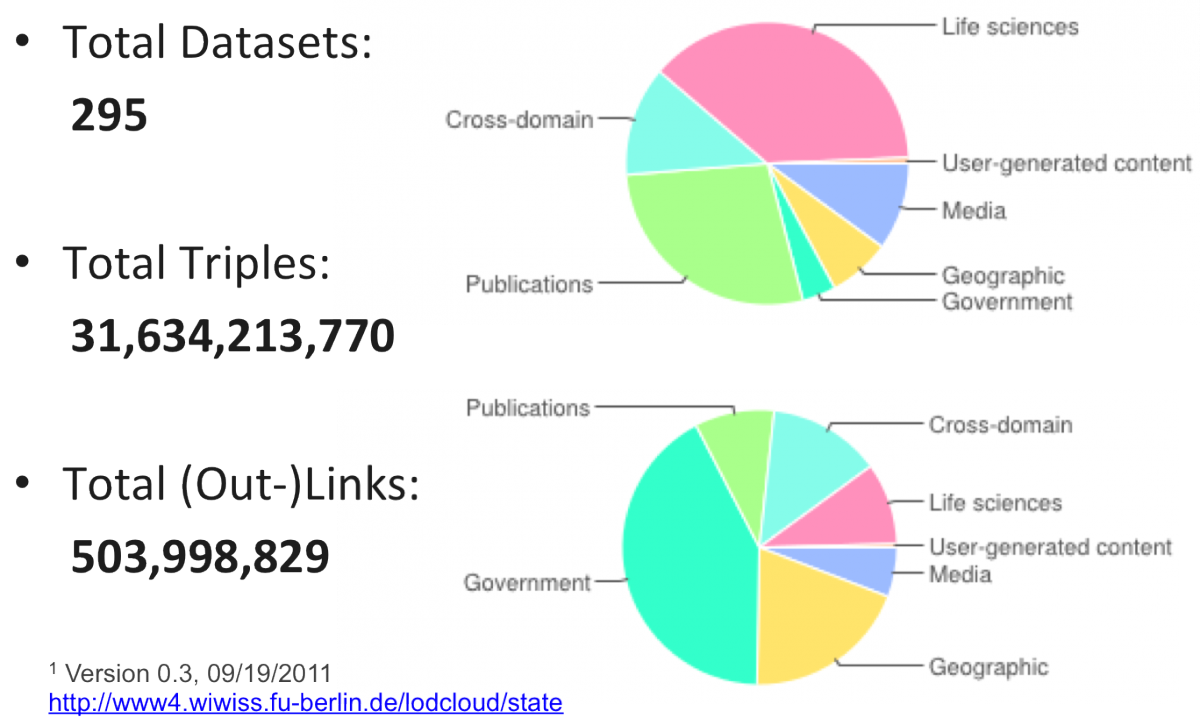 • Total Datasets:
295
• Total Triples:
31,634,213,770
• Total (Out-)Links:
503,998,829
¹ Version 0.3, 09/19/2011
http://www4.wiwiss.fu-berlin.de/lodcloud/state
Life sciences
Cross-domain
User-generated content
Media
Publications
Geographic
Government
Publications
Cross-domain
Life sciences
User-generated content
Media
Government
Geographic